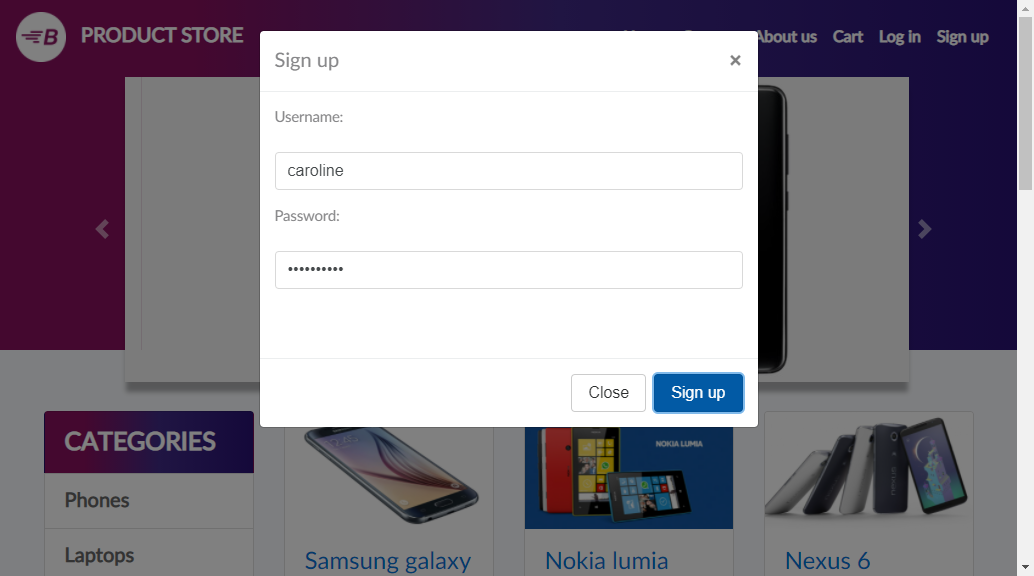 PRODUCT STORE
About us
Cart
Log in
Sign up
Sign up
×
Username:
caroline
Password:
••••••••••
Close
Sign up
CATEGORIES
Phones
Laptops
NOKIA LUMIA
Samsung galaxy
Nokia lumia
Nexus 6